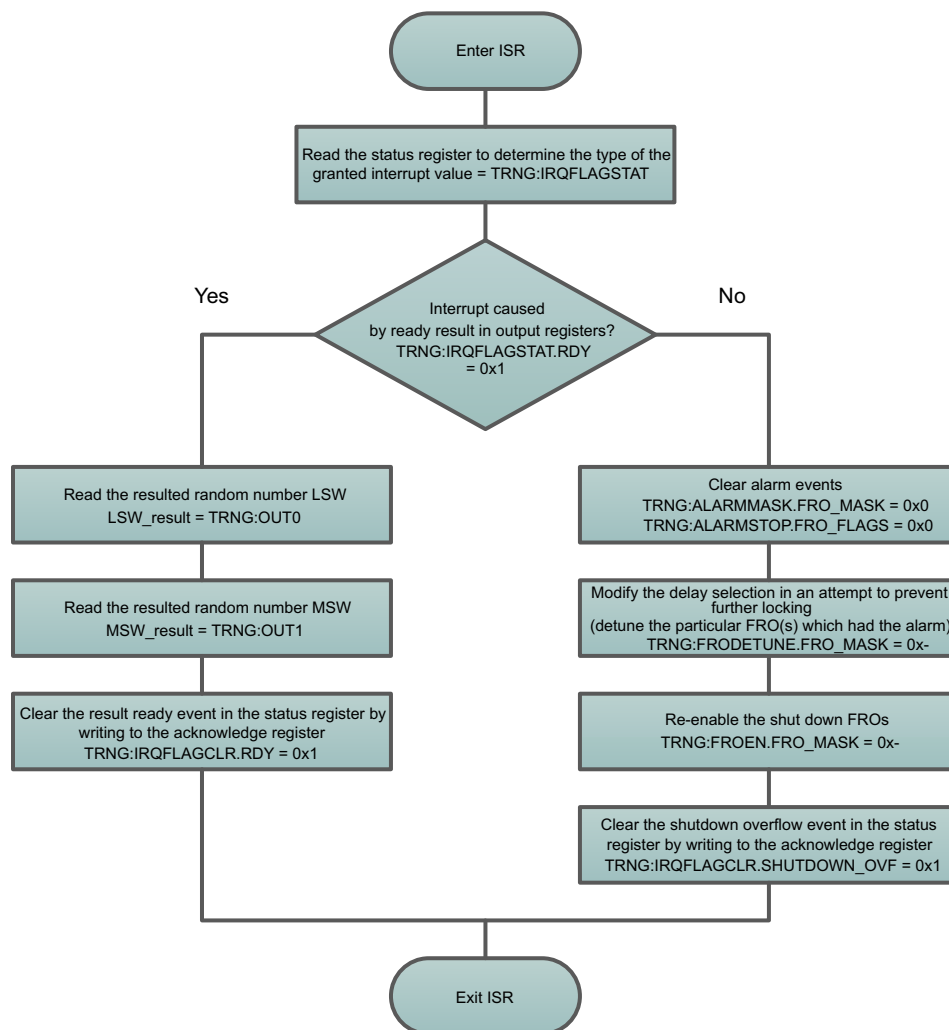 Enter ISR
Read the status register to determine the type of the
granted interrupt value = TRNG:IRQFLAGSTAT
Yes
No
Interrupt caused
by ready result in output registers?
TRNG:IRQFLAGSTAT.RDY
= 0x1
Read the resulted random number LSW
LSW_result = TRNG:OUT0
Read the resulted random number MSW
MSW_result = TRNG:OUT1
Clear the result ready event in the status register by
writing to the acknowledge register
TRNG:IRQFLAGCLR.RDY = 0x1
Clear alarm events
TRNG:ALARMMASK.FRO_MASK = 0x0
TRNG:ALARMSTOP.FRO_FLAGS = 0x0
Modify the delay selection in an attempt to prevent
further locking
(detune the particular FRO(s) which had the alarm)
TRNG:FRODETUNE.FRO_MASK = 0x-
Re-enable the shut down FROs
TRNG:FROEN.FRO_MASK = 0x-
Clear the shutdown overflow event in the status
register by writing to the acknowledge register
TRNG:IRQFLAGCLR.SHUTDOWN_OVF = 0x1
Exit ISR